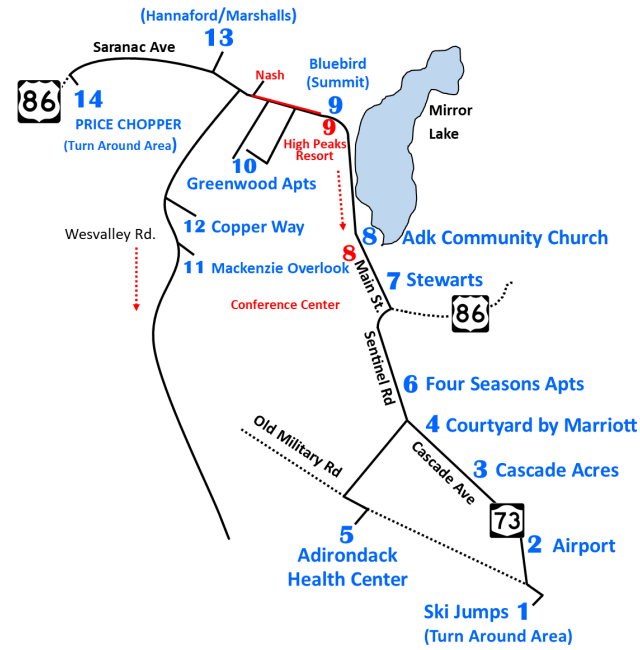 (Hannaford/Marshalls)
13
Saranac Ave
Nash
Bluebird
(Summit)
9
86
14
PRICE CHOPPER
(Turn Around Area)
9
High Peaks
Resort
Mirror
Lake
10
Greenwood Apts
12 Copper Way
Wesvalley Rd.
11 Mackenzie Overlook
8 Adk Community Church
8
Main St.
7 Stewarts
Conference Center
86
Sentinel Rd
6 Four Seasons Apts
4 Courtyard by Marriott
Old Military Rd
Cascade Ave
3 Cascade Acres
73
2 Airport
5
Adirondack
Health Center
Ski Jumps 1
(Turn Around Area)